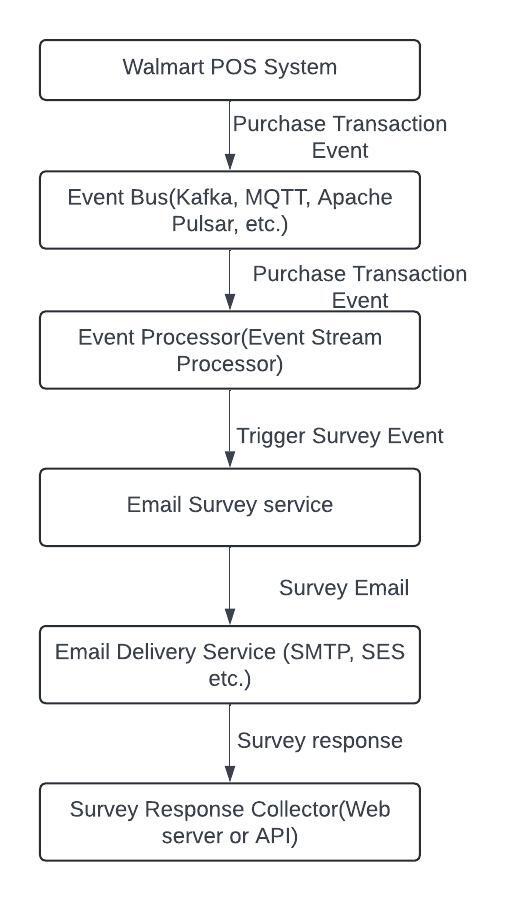 Walmart POS System
Purchase Transaction
Event
Event Bus(Kafka, MQTT, Apache
Pulsar, etc.)
Purchase Transaction
Event
Event Processor(Event Stream
Processor)
Trigger Survey Event
Email Survey service
Survey Email
Email Delivery Service (SMTP, SES
etc.)
Survey response
Survey Response Collector(Web
server or API)